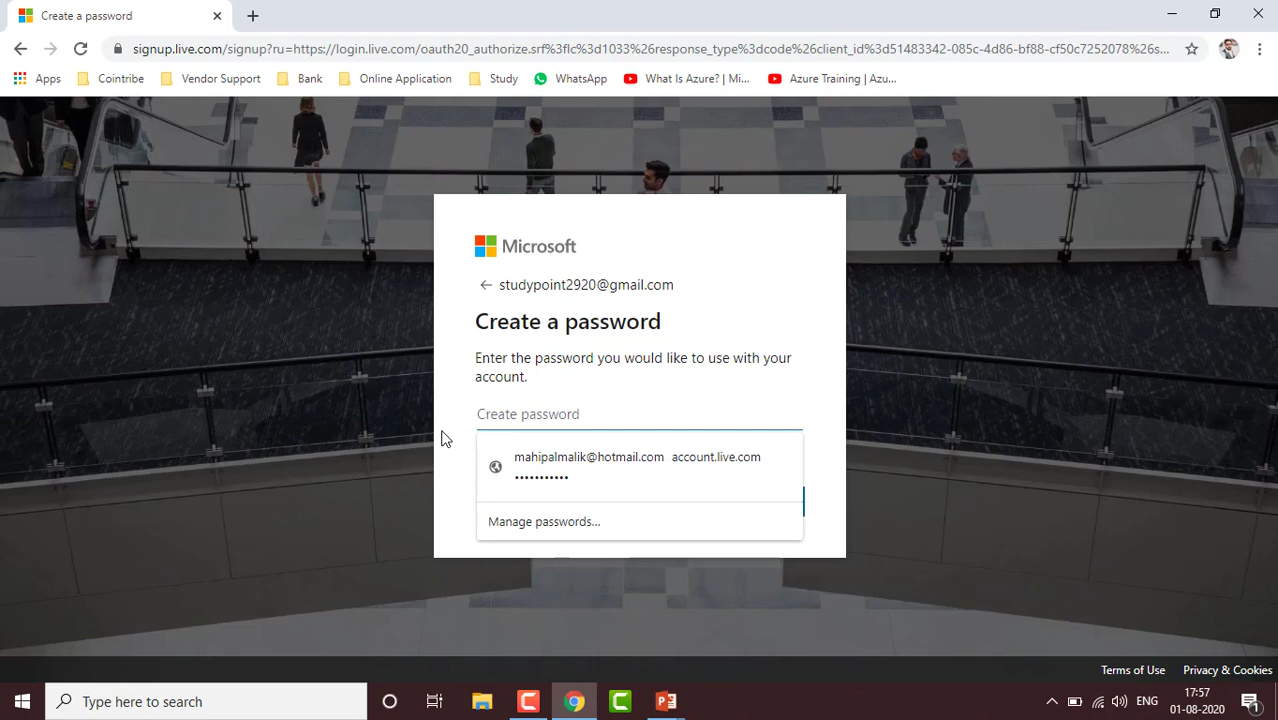 Create a password
signup.live.com/signup?ru=https://login.live.com/oauth20_authorize.srf%3flc%3d1033%26response_type%3dcode%26client_id%3d51483342-085c-4d86-bf88-cf50c7252078%26s...
Apps Cointribe Vendor Support Bank Online Application Study WhatsApp What Is Azure? | Mi... Azure Training | Azu...
Microsoft
← studypoint2920@gmail.com
Create a password
Enter the password you would like to use with your
account.
Create password
mahipalmalik@hotmail.com account.live.com
•••••••••••
Manage passwords...
Terms of Use Privacy & Cookies
Type here to search
ENG
17:57
01-08-2020
1